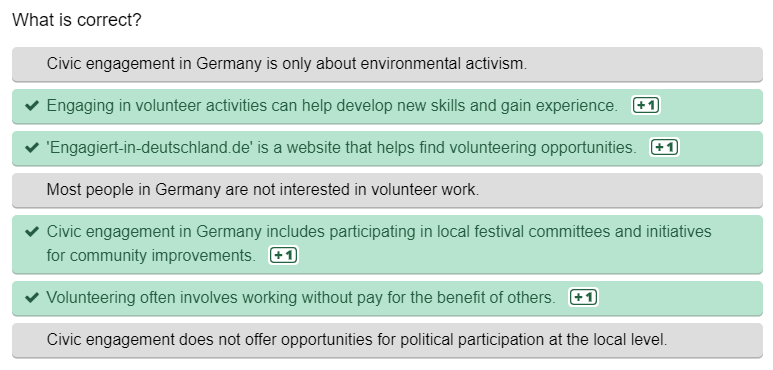 What is correct?
Civic engagement in Germany is only about environmental activism.
Engaging in volunteer activities can help develop new skills and gain experience. +1
'Engagiert-in-deutschland.de' is a website that helps find volunteering opportunities. +1
Most people in Germany are not interested in volunteer work.
Civic engagement in Germany includes participating in local festival committees and initiatives
for community improvements. +1
Volunteering often involves working without pay for the benefit of others. +1
Civic engagement does not offer opportunities for political participation at the local level.